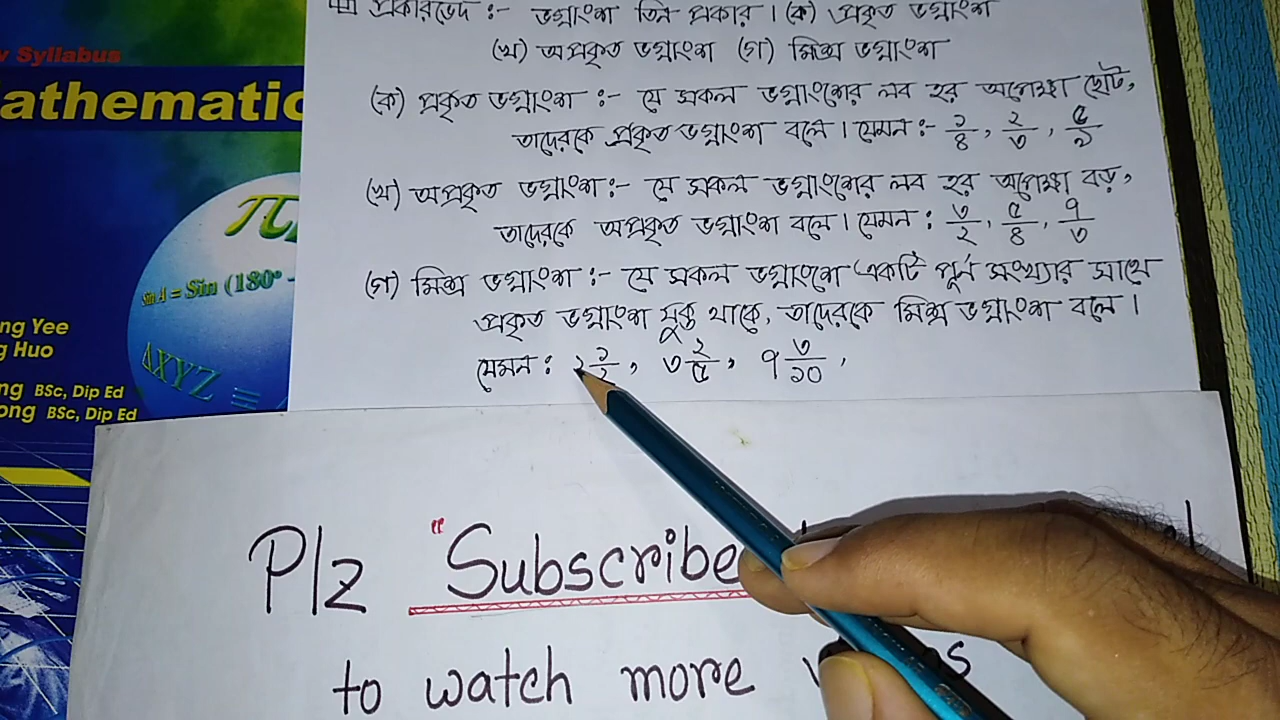 প্রকারভেদ :- ভগ্নাংশ তিন প্রকার। (ক) প্রকৃত ভগ্নাংশ
(খ) অপ্রকৃত ভগ্নাংশ (গ) মিশ্র ভগ্নাংশ
(ক) প্রকৃত ভগ্নাংশ :- যে সকল ভগ্নাংশের লব হর অপেক্ষা ছোট,
তাদেরকে প্রকৃত ভগ্নাংশ বলে। যেমন :- ১/৪, ২/৩, ৫/৯
(খ) অপ্রকৃত ভগ্নাংশ :- যে সকল ভগ্নাংশের লব হর অপেক্ষা বড়,
তাদেরকে অপ্রকৃত ভগ্নাংশ বলে। যেমন : ৩/২, ৫/৪, ৭/৩
(গ) মিশ্র ভগ্নাংশ :- যে সকল ভগ্নাংশে একটি পূর্ন সংখ্যার সাথে
প্রকৃত ভগ্নাংশ যুক্ত থাকে, তাদেরকে মিশ্র ভগ্নাংশ বলে।
যেমন : ৩ ২/৫, ৭ ৩/১০,
Syllabus
athematic
π
sin A = Sin (180° -
ΔXYZ ≡
ng Yee
g Huo
ng BSc, Dip Ed
ong BSc, Dip Ed
Plz "Subscribe
to watch more